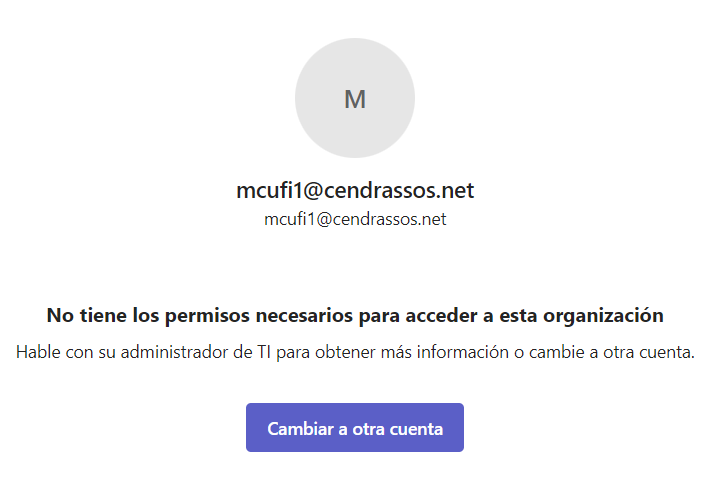 M
mcufi1@cendrassos.net
mcufi1@cendrassos.net
No tiene los permisos necesarios para acceder a esta organización
Hable con su administrador de TI para obtener más información o cambie a otra cuenta.
Cambiar a otra cuenta